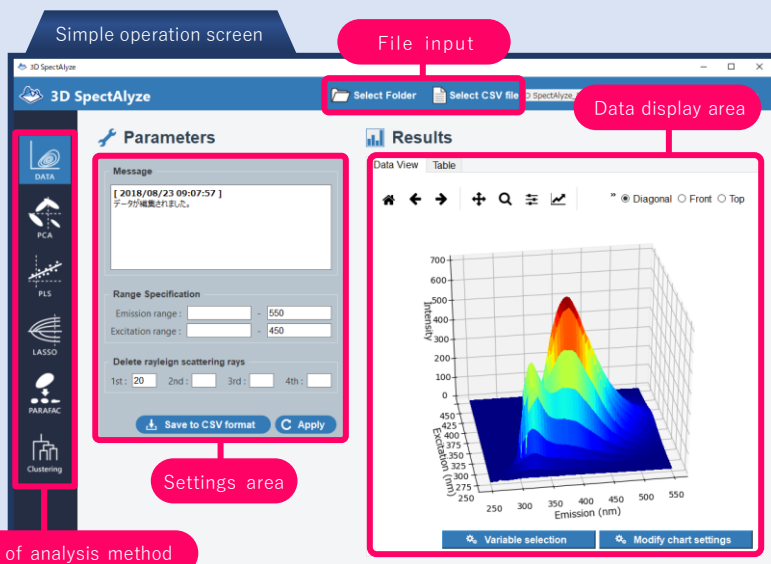 Simple operation screen
File input
3D SpectAlyze
3D SpectAlyze
Select Folder
Select CSV file
SpectAlyze_
Data display area
Parameters
Results
Data View
Table
DATA
PCA
PLS
LASSO
PARAFAC
Clustering
Message
[ 2018/08/23 09:07:57 ]
データが編集されました。
Range Specification
Emission range : - 550
Excitation range : - 450
Delete rayleign scattering rays
1st : 20 2nd : 3rd : 4th :
Save to CSV format
Apply
Settings area
» Diagonal Front Top
700
600
500
400
300
200
100
0
Intensity
450
425
400
375
350
325
300
275
250
Excitation (nm)
250 300 350 400 450 500 550
Emission (nm)
Variable selection
Modify chart settings
of analysis method